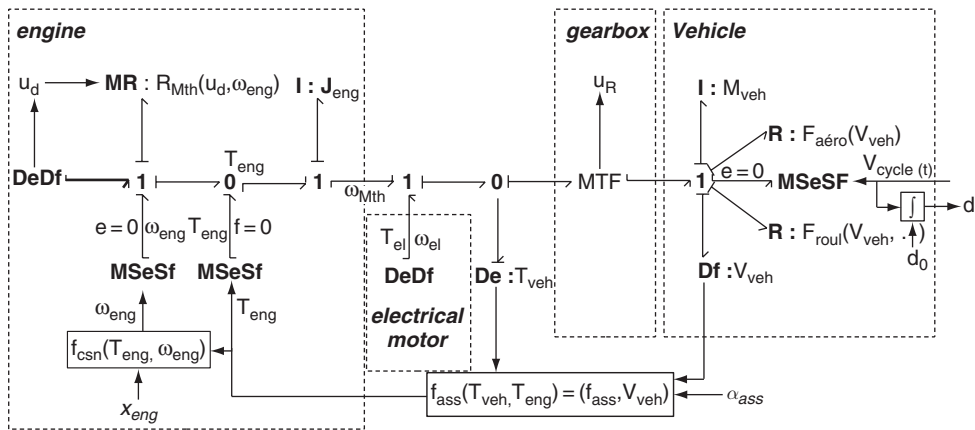 engine
gearbox
Vehicle
u_d
MR : R_Mth(u_d,ω_eng)
I : J_eng
u_R
I : M_veh
R : F_aéro(V_veh)
T_eng
V_cycle (t)
DeDf
1
0
1
ω_Mth
1
0
MTF
1
e = 0
MSeSF
∫
d
e = 0
ω_eng
T_eng
f = 0
T_el
ω_el
R : F_roul(V_veh, . .)
d_0
MSeSf
MSeSf
DeDf
De : T_veh
Df : V_veh
ω_eng
T_eng
electrical
motor
f_csn(T_eng, ω_eng)
f_ass(T_veh, T_eng) = (f_ass, V_veh)
α_ass
x_eng